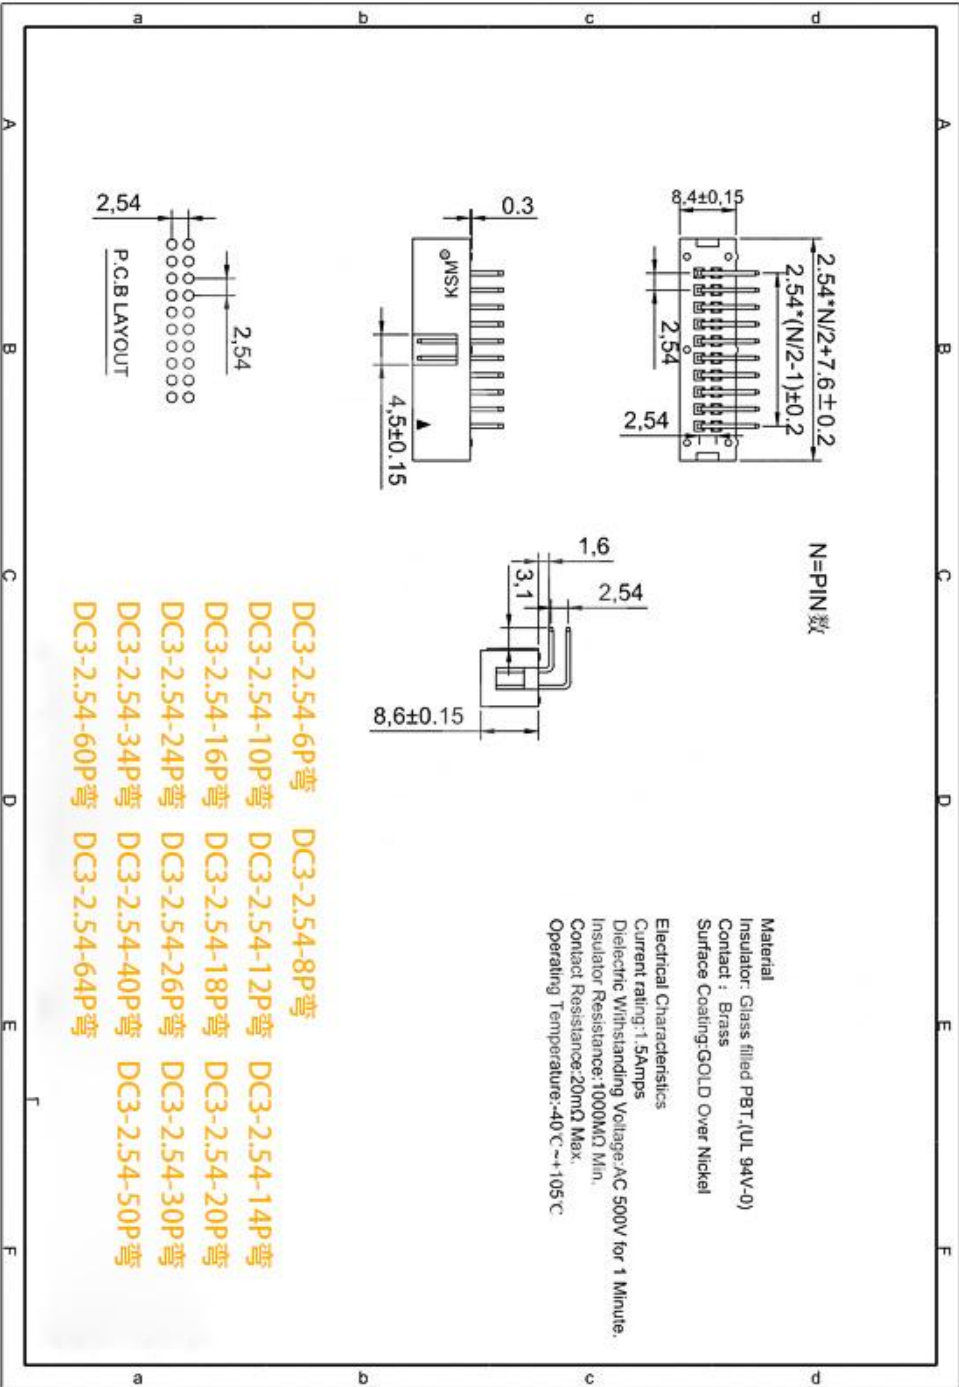 A
B
C
D
E
F
d
c
b
a
2.54*N/2+7.6±0.2
2.54*(N/2-1)±0.2
8,4±0,15
2,54
2,54
N=PIN数
Material
Insulator: Glass filled PBT,(UL 94V-0)
Contact : Brass
Surface Coating:GOLD Over Nickel
Electrical Characteristics
Current rating:1.5Amps
Dielectric Withstanding Voltage:AC 500V for 1 Minute.
Insulator Resistance:1000MΩ Min.
Contact Resistance:20mΩ Max.
Operating Temperature:-40℃~+105℃
0.3
KSM®
4,5±0.15
1,6
2,54
3,1
8,6±0.15
2,54
2,54
P.C.B LAYOUT
DC3-2.54-6P弯 DC3-2.54-8P弯
DC3-2.54-10P弯 DC3-2.54-12P弯 DC3-2.54-14P弯
DC3-2.54-16P弯 DC3-2.54-18P弯 DC3-2.54-20P弯
DC3-2.54-24P弯 DC3-2.54-26P弯 DC3-2.54-30P弯
DC3-2.54-34P弯 DC3-2.54-40P弯 DC3-2.54-50P弯
DC3-2.54-60P弯 DC3-2.54-64P弯
d
c
b
a
A
B
C
D
E
F